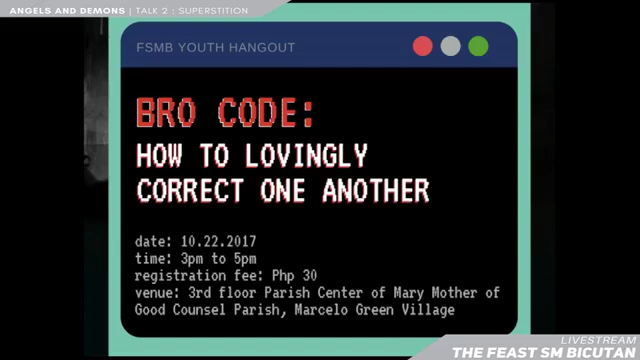 ANGELS AND DEMONS | TALK 2 : SUPERSTITION
FSMB YOUTH HANGOUT
BRO CODE:
HOW TO LOVINGLY
CORRECT ONE ANOTHER
date: 10.22.2017
time: 3pm to 5pm
registration fee: Php 30
venue: 3rd floor Parish Center of Mary Mother of
Good Counsel Parish, Marcelo Green Village
LIVESTREAM
THE FEAST SM BICUTAN